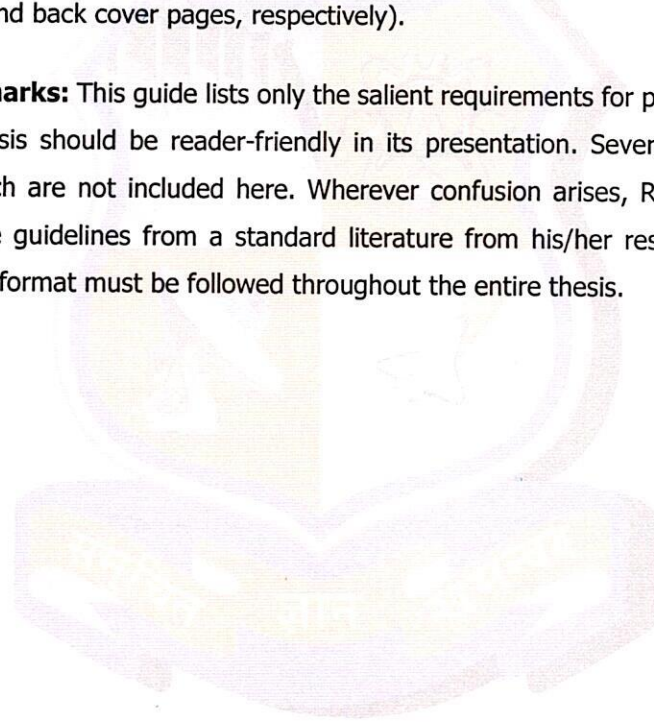 nd back cover pages, respectively).
arks: This guide lists only the salient requirements for p
sis should be reader-friendly in its presentation. Sever
h are not included here. Wherever confusion arises, R
guidelines from a standard literature from his/her res
format must be followed throughout the entire thesis.
ज्ञान